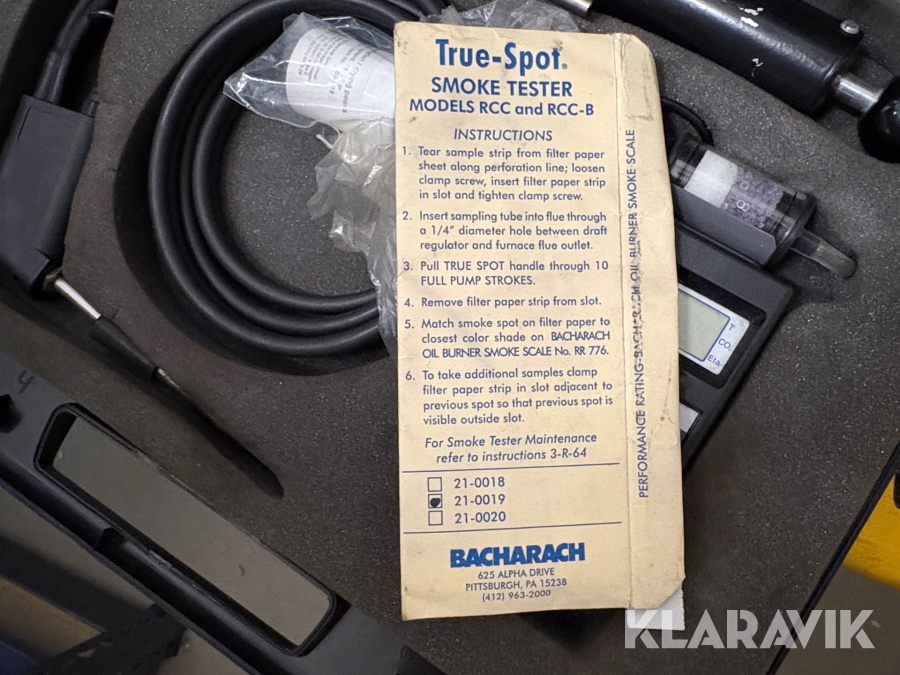 True-Spot®
SMOKE TESTER
MODELS RCC and RCC-B
INSTRUCTIONS
1. Tear sample strip from filter paper
sheet along perforation line; loosen
clamp screw, insert filter paper strip
in slot and tighten clamp screw.
2. Insert sampling tube into flue through
a 1/4" diameter hole between draft
regulator and furnace flue outlet.
3. Pull TRUE SPOT handle through 10
FULL PUMP STROKES.
4. Remove filter paper strip from slot.
5. Match smoke spot on filter paper to
closest color shade on BACHARACH
OIL BURNER SMOKE SCALE No. RR 776.
6. To take additional samples clamp
filter paper strip in slot adjacent to
previous spot so that previous spot is
visible outside slot.
For Smoke Tester Maintenance
refer to instructions 3-R-64
21-0018
21-0019
21-0020
BACHARACH
625 ALPHA DRIVE
PITTSBURGH, PA 15238
(412) 963-2000
PERFORMANCE RATING-BACHARACH OIL BURNER SMOKE SCALE
T
CO
Eta
4
KLARAVIK